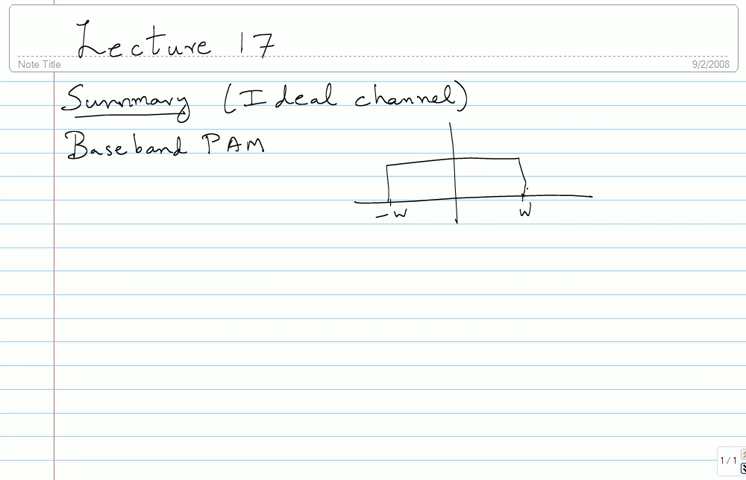 Lecture 17
Note Title
9/2/2008
Summary (Ideal channel)
Baseband PAM
-W W
1/1